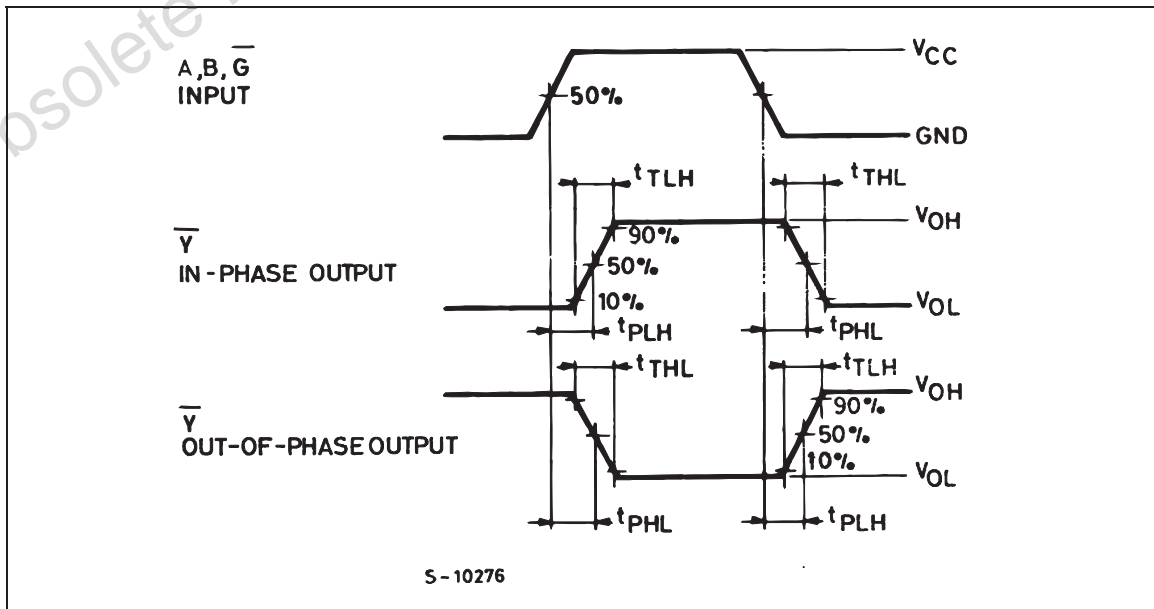 bsolete
A,B,G̅
INPUT
50%
VCC
GND
tTLH
tTHL
Y̅
IN-PHASE OUTPUT
90%
50%
10%
VOH
VOL
tPLH
tPHL
tTHL
tTLH
Y̅
OUT-OF-PHASE OUTPUT
VOH
90%
50%
10%
VOL
tPHL
tPLH
S-10276